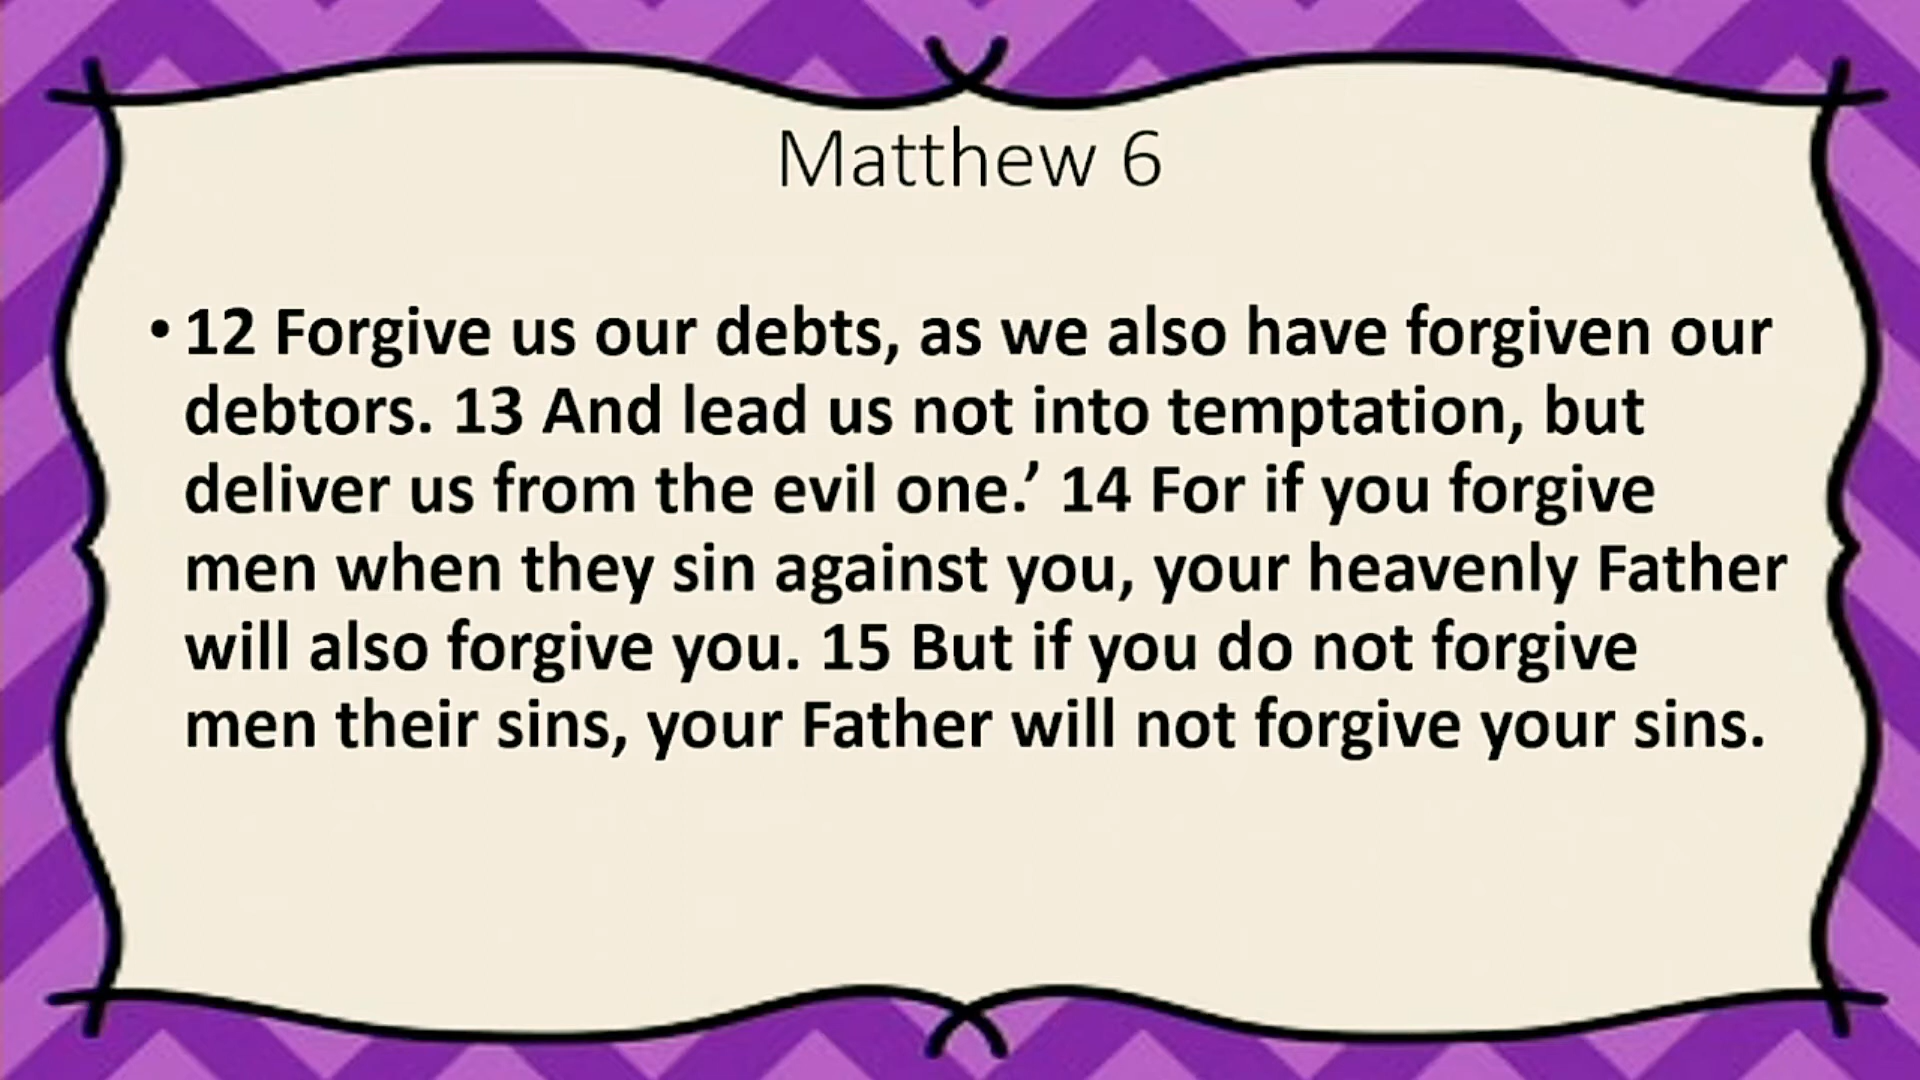 Matthew 6
• 12 Forgive us our debts, as we also have forgiven our
debtors. 13 And lead us not into temptation, but
deliver us from the evil one.’ 14 For if you forgive
men when they sin against you, your heavenly Father
will also forgive you. 15 But if you do not forgive
men their sins, your Father will not forgive your sins.